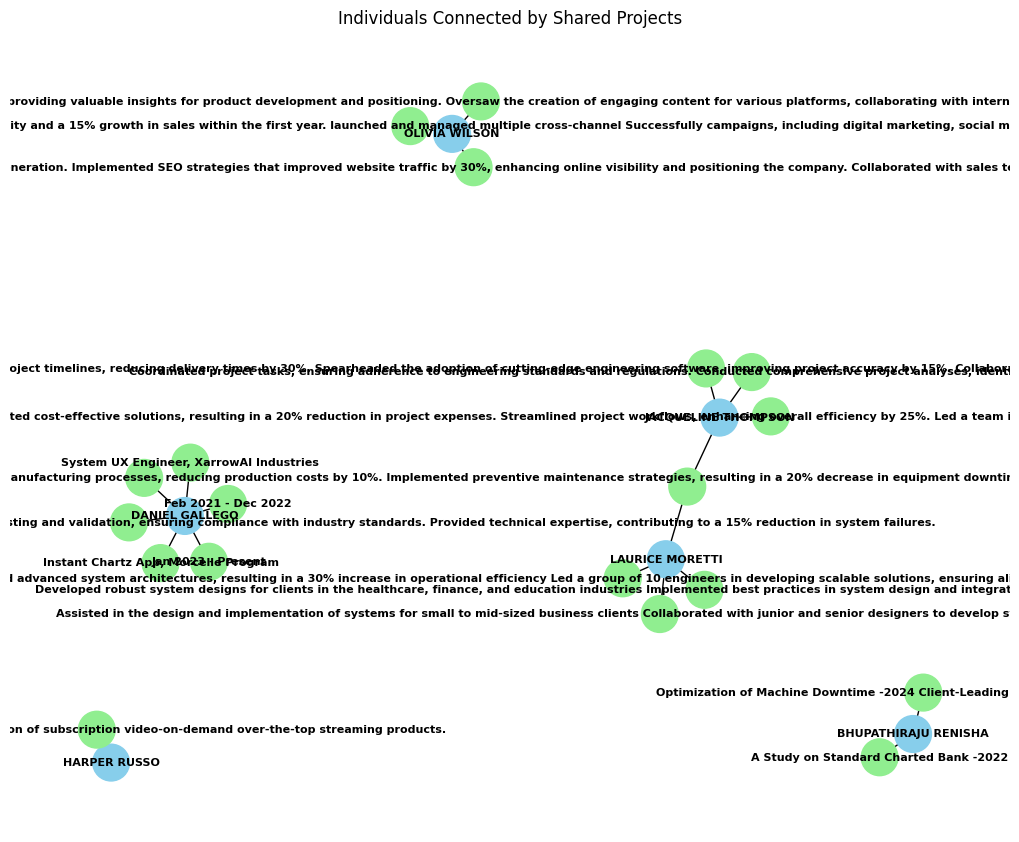 Individuals Connected by Shared Projects
providing valuable insights for product development and positioning. Oversaw the creation of engaging content for various platforms, collaborating with intern
ity and a 15% growth in sales within the first year. launched and managed multiple cross-channel Successfully campaigns, including digital marketing, social m
OLIVIA WILSON
neration. Implemented SEO strategies that improved website traffic by 30%, enhancing online visibility and positioning the company. Collaborated with sales te
oject timelines, reducing delivery times by 30%. Spearheaded the adoption of cutting-edge engineering software, improving project accuracy by 15%. Collabor
Coordinated project tasks, ensuring adherence to engineering standards and regulations. Conducted comprehensive project analyses, identi
ted cost-effective solutions, resulting in a 20% reduction in project expenses. Streamlined project workflows, enhancing overall efficiency by 25%. Led a team i
JACQUELINE THOMPSON
System UX Engineer, XarrowAI Industries
anufacturing processes, reducing production costs by 10%. Implemented preventive maintenance strategies, resulting in a 20% decrease in equipment downtin
Feb 2021 - Dec 2022
DANIEL GALLEGO
sting and validation, ensuring compliance with industry standards. Provided technical expertise, contributing to a 15% reduction in system failures.
LAURICE MORETTI
Instant Chartz App, Morcelle Program
Jan 2023 - Present
l advanced system architectures, resulting in a 30% increase in operational efficiency Led a group of 10 engineers in developing scalable solutions, ensuring al
Developed robust system designs for clients in the healthcare, finance, and education industries Implemented best practices in system design and integrat
Assisted in the design and implementation of systems for small to mid-sized business clients Collaborated with junior and senior designers to develop s
Optimization of Machine Downtime -2024 Client-Leading
on of subscription video-on-demand over-the-top streaming products.
BHUPATHIRAJU RENISHA
A Study on Standard Charted Bank -2022
HARPER RUSSO